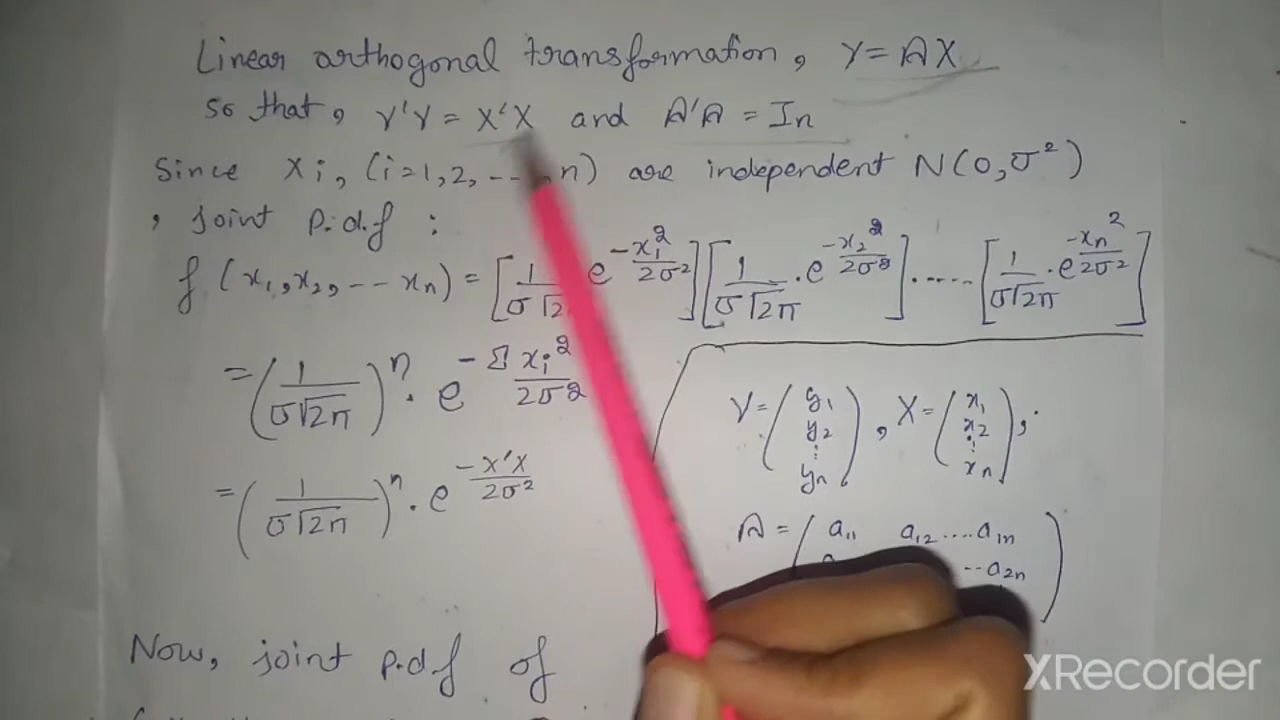 Linear orthogonal transformation, Y = AX
so that, Y'Y = X'X and A'A = In
Since Xi, (i=1,2,-- n) are independent N(0,σ²)
, joint p.d.f :
f (x₁,x₂,-- xₙ) = [1/σ√2 e^(-x₁²/2σ²)] [1/σ√2π . e^(-x₂²/2σ²)] ..... [1/σ√2π . e^(-xₙ²/2σ²)]
= (1/σ√2π)ⁿ . e^(-Σ xᵢ²/2σ²)
= (1/σ√2π)ⁿ . e^(-X'X/2σ²)
Y = (y₁ y₂ ⋮ yₙ) , X = (x₁ x₂ ⋮ xₙ) ,
A = ( a₁₁ a₁₂ .... a₁ₙ
--a₂ₙ )
Now, joint p.d.f of
XRecorder